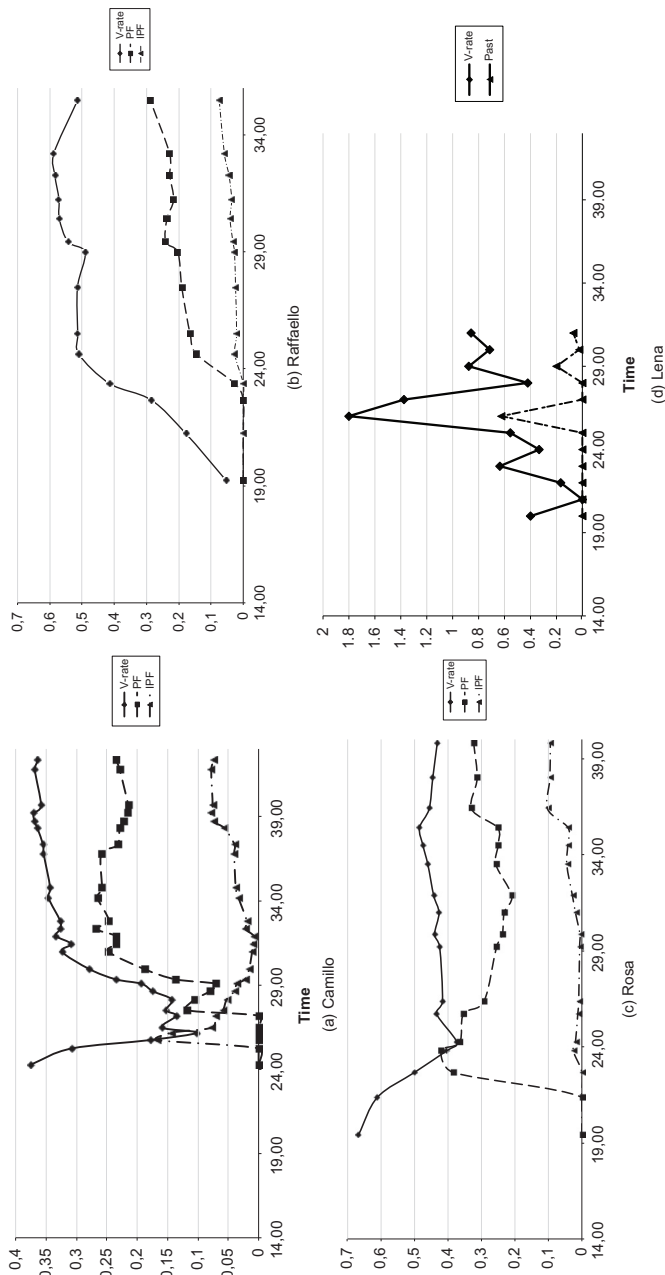 0,4
0,35
0,3
0,25
0,2
0,15
0,1
0,05
0
14,00 19,00 24,00 29,00 34,00 39,00
Time
V-rate
PF
IPF
(a) Camillo
0,7
0,6
0,5
0,4
0,3
0,2
0,1
0
14,00 19,00 24,00 29,00 34,00
V-rate
PF
IPF
(b) Raffaello
0,7
0,6
0,5
0,4
0,3
0,2
0,1
0
14,00 19,00 24,00 29,00 34,00 39,00
V-rate
PF
IPF
(c) Rosa
2
1.8
1.6
1.4
1.2
1
0.8
0.6
0.4
0.2
0
14.00 19.00 24.00 29.00 34.00 39.00
Time
V-rate
Past
(d) Lena